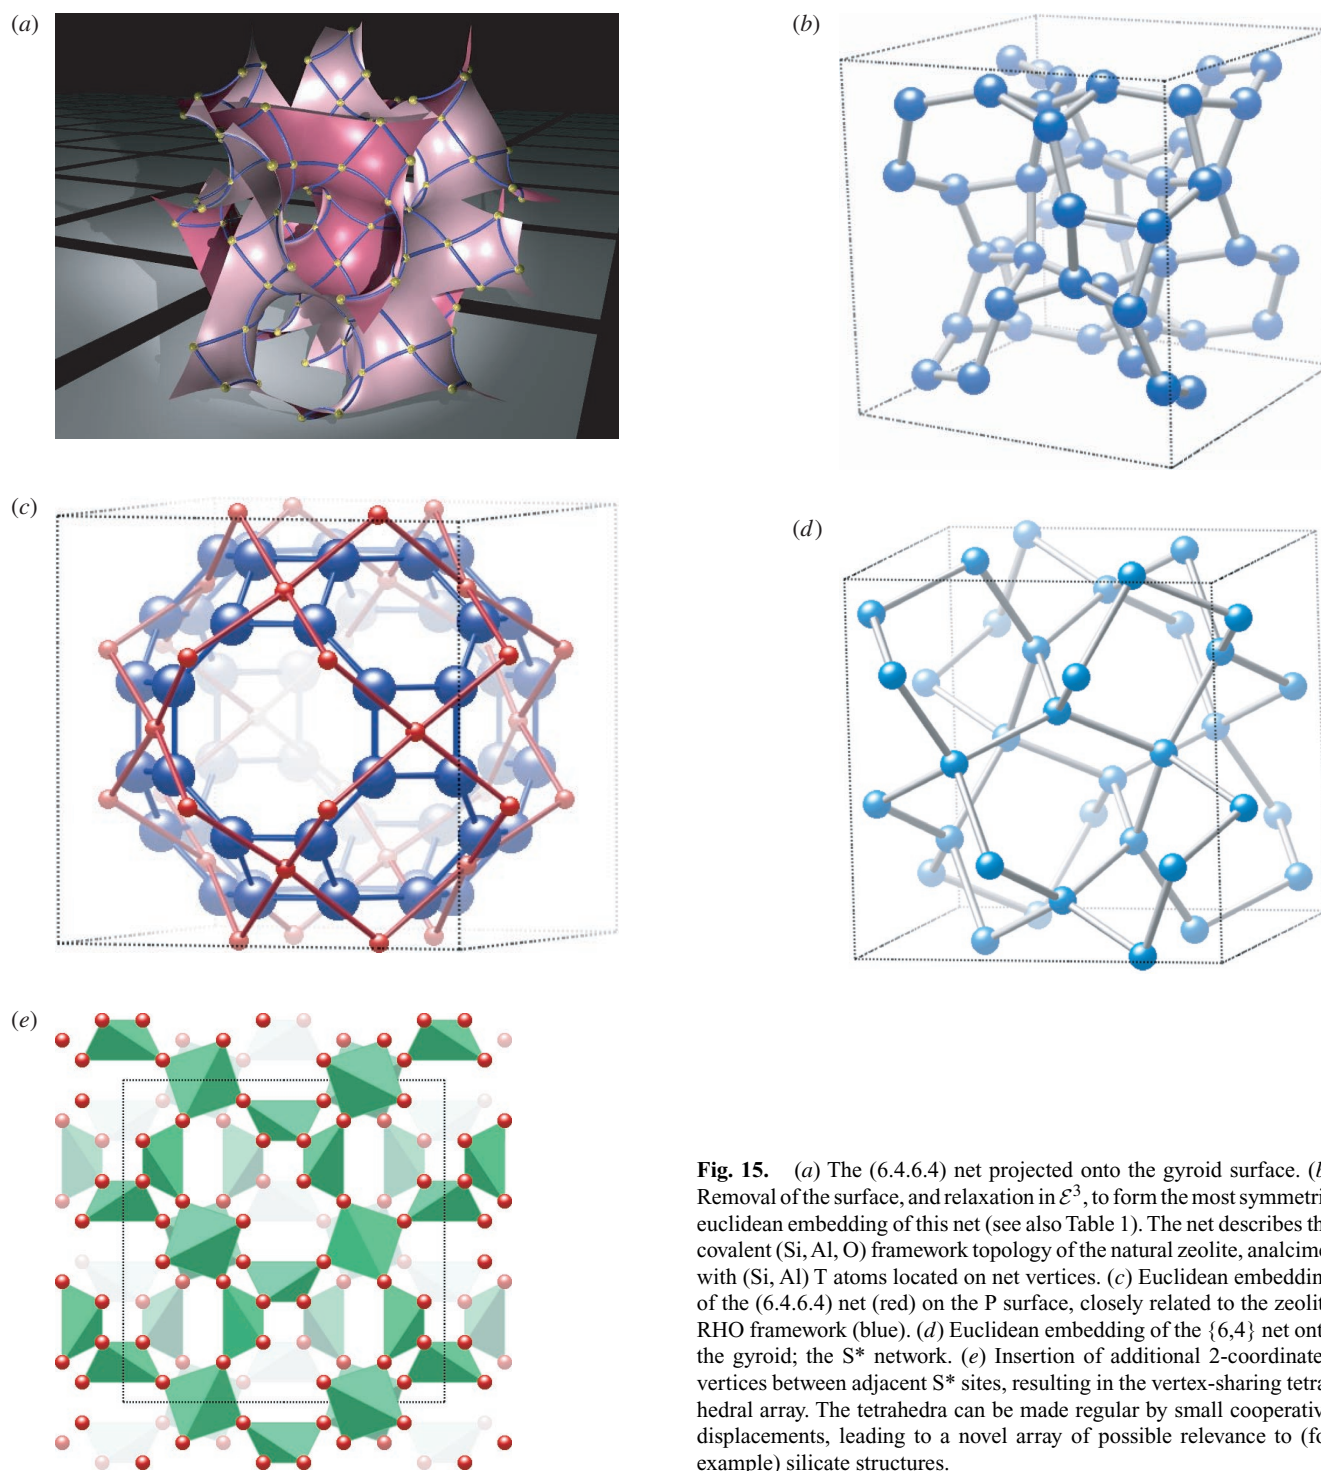 (a)
(b)
(c)
(d)
(e)
Fig. 15. (a) The (6.4.6.4) net projected onto the gyroid surface. (b
Removal of the surface, and relaxation in ℰ³, to form the most symmetri
euclidean embedding of this net (see also Table 1). The net describes th
covalent (Si, Al, O) framework topology of the natural zeolite, analcime
with (Si, Al) T atoms located on net vertices. (c) Euclidean embeddin
of the (6.4.6.4) net (red) on the P surface, closely related to the zeolit
RHO framework (blue). (d) Euclidean embedding of the {6,4} net ont
the gyroid; the S* network. (e) Insertion of additional 2-coordinate
vertices between adjacent S* sites, resulting in the vertex-sharing tetra
hedral array. The tetrahedra can be made regular by small cooperativ
displacements, leading to a novel array of possible relevance to (fo
example) silicate structures.